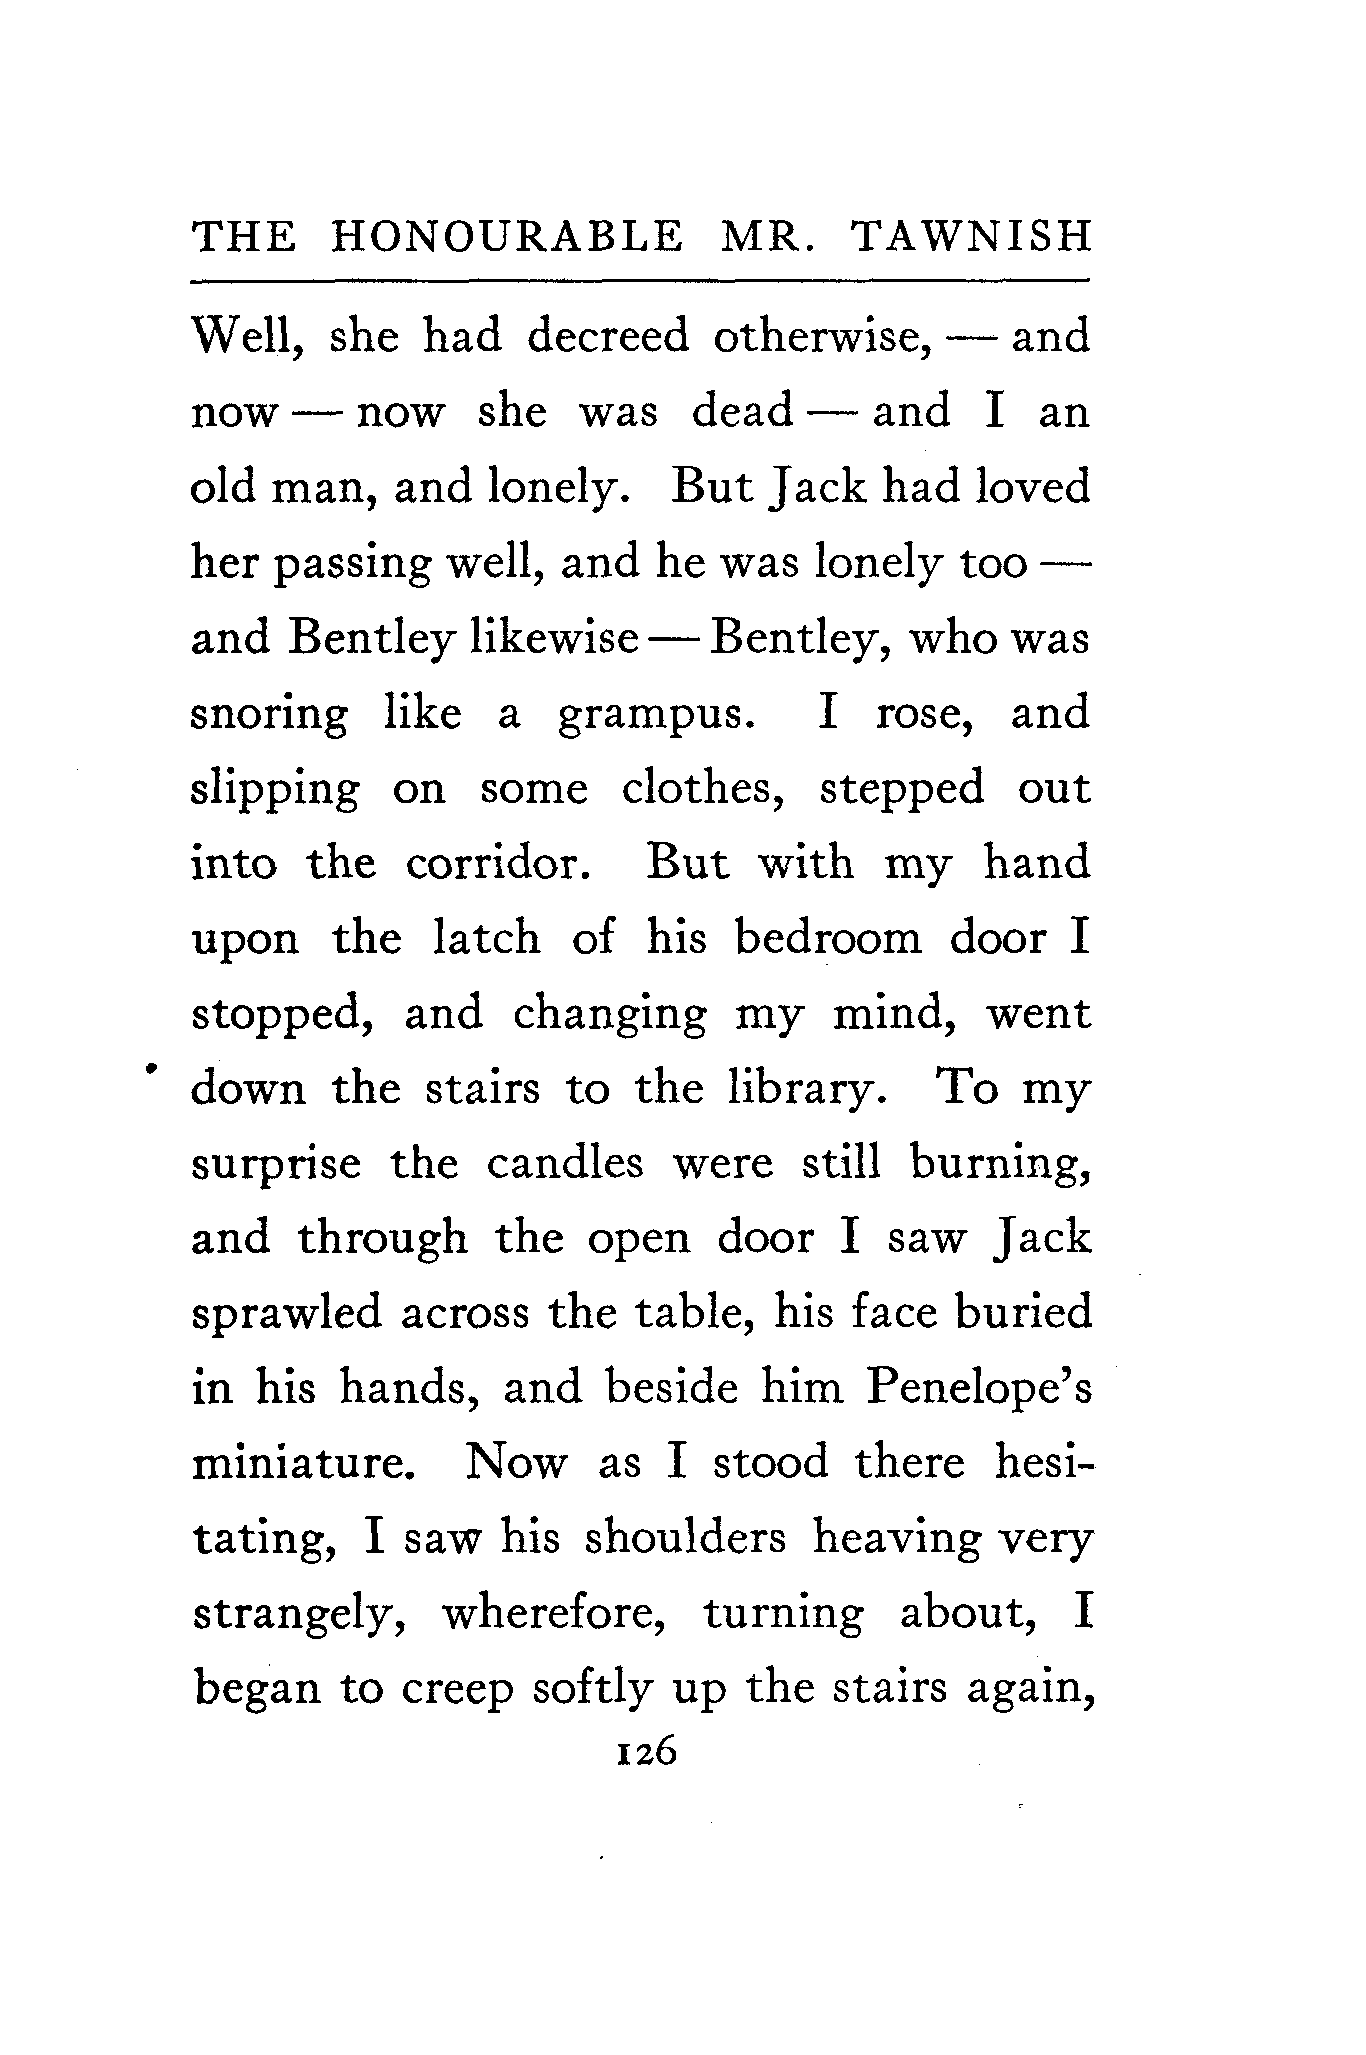 THE HONOURABLE MR. TAWNISH
Well, she had decreed otherwise, — and
now — now she was dead — and I an
old man, and lonely. But Jack had loved
her passing well, and he was lonely too —
and Bentley likewise — Bentley, who was
snoring like a grampus. I rose, and
slipping on some clothes, stepped out
into the corridor. But with my hand
upon the latch of his bedroom door I
stopped, and changing my mind, went
down the stairs to the library. To my
surprise the candles were still burning,
and through the open door I saw Jack
sprawled across the table, his face buried
in his hands, and beside him Penelope's
miniature. Now as I stood there hesi-
tating, I saw his shoulders heaving very
strangely, wherefore, turning about, I
began to creep softly up the stairs again,
126